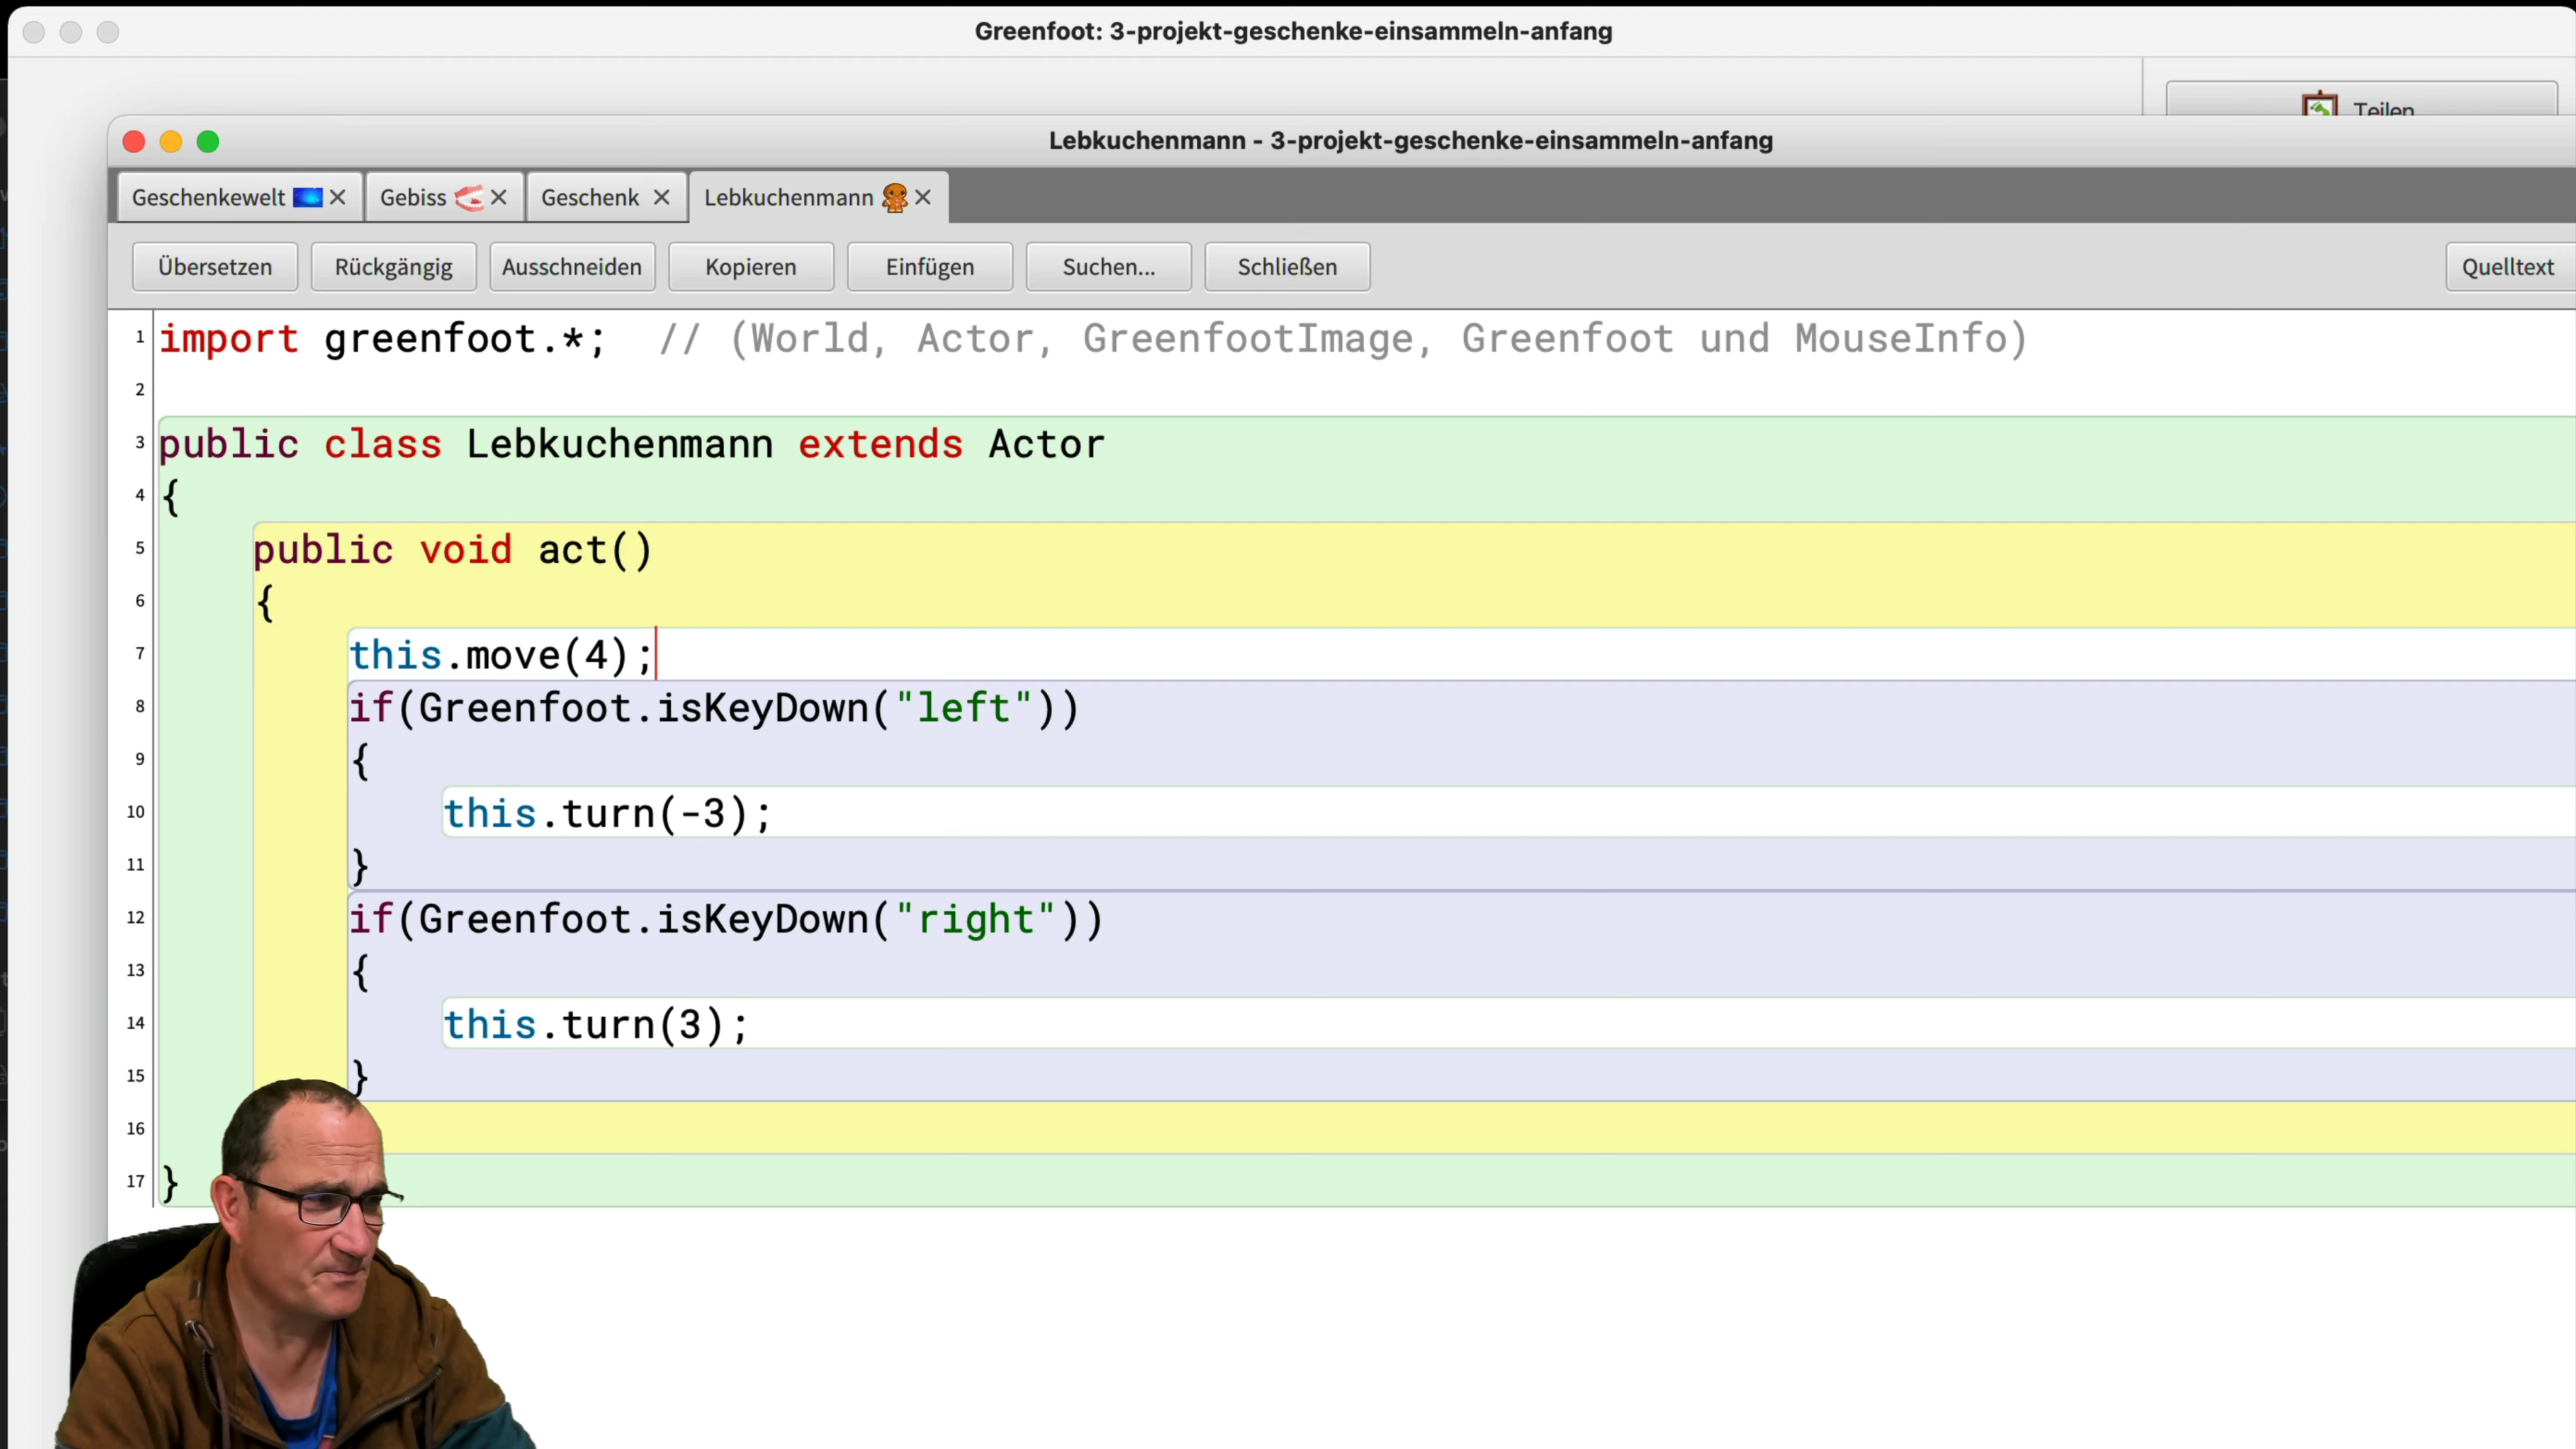 Greenfoot: 3-projekt-geschenke-einsammeln-anfang
Teilen
Lebkuchenmann - 3-projekt-geschenke-einsammeln-anfang
Geschenkewelt Gebiss Geschenk Lebkuchenmann
Übersetzen Rückgängig Ausschneiden Kopieren Einfügen Suchen... Schließen Quelltext
1 import greenfoot.*; // (World, Actor, GreenfootImage, Greenfoot und MouseInfo)
2
3 public class Lebkuchenmann extends Actor
4 {
5 public void act()
6 {
7 this.move(4);
8 if(Greenfoot.isKeyDown("left"))
9 {
10 this.turn(-3);
11 }
12 if(Greenfoot.isKeyDown("right"))
13 {
14 this.turn(3);
15 }
16
17 }